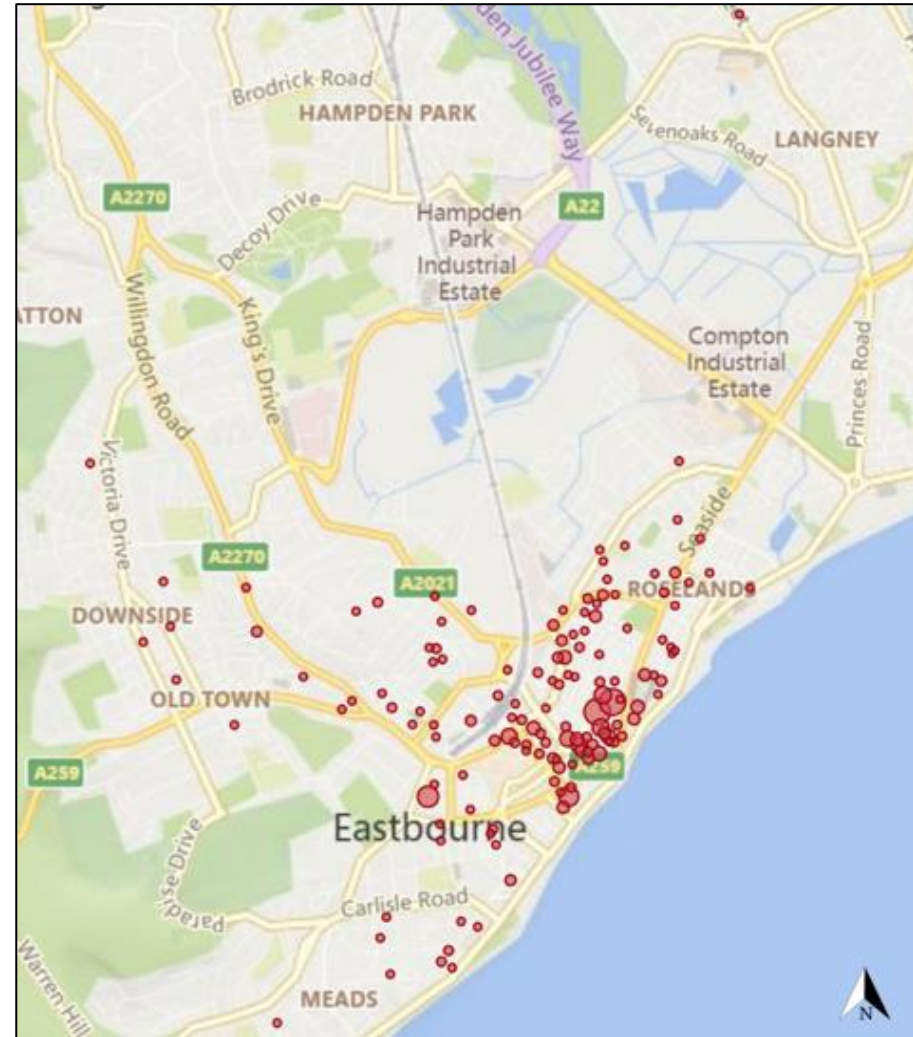 den Jubilee Way
Brodrick Road
HAMPDEN PARK
Sevenoaks Road
LANGNEY
A2270
A22
Decoy Drive
Hampden
Park
Industrial
Estate
ATTON
Willingdon Road
King's Drive
Compton
Industrial
Estate
Princes Road
Victoria Drive
Seaside
A2270
A2021
ROSELANDS
DOWNSIDE
OLD TOWN
A259
A259
Eastbourne
Paradise Drive
Carlisle Road
Warren Hill
MEADS
N